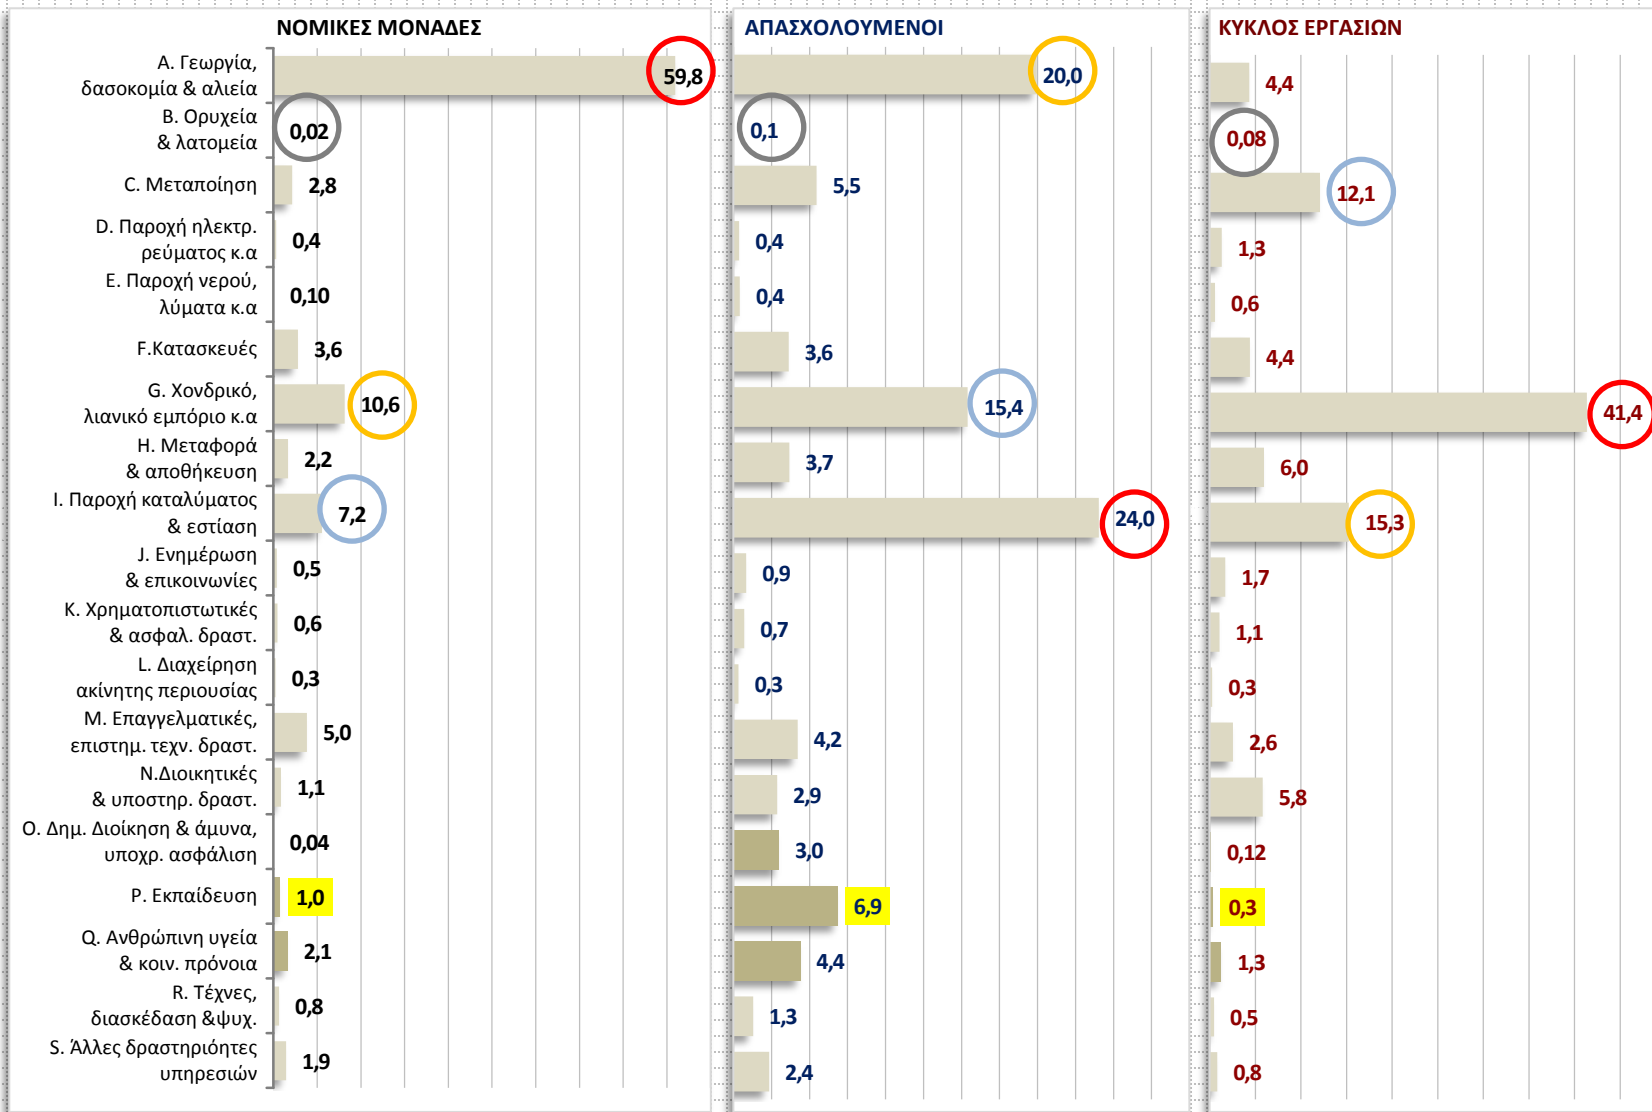 ΝΟΜΙΚΕΣ ΜΟΝΑΔΕΣ
ΑΠΑΣΧΟΛΟΥΜΕΝΟΙ
ΚΥΚΛΟΣ ΕΡΓΑΣΙΩΝ
Α. Γεωργία,
δασοκομία & αλιεία
59,8
20,0
4,4
Β. Ορυχεία
& λατομεία
0,02
0,1
0,08
C. Μεταποίηση
2,8
5,5
12,1
D. Παροχή ηλεκτρ.
ρεύματος κ.α
0,4
0,4
1,3
Ε. Παροχή νερού,
λύματα κ.α
0,10
0,4
0,6
F.Κατασκευές
3,6
3,6
4,4
G. Χονδρικό,
λιανικό εμπόριο κ.α
10,6
15,4
41,4
Η. Μεταφορά
& αποθήκευση
2,2
3,7
6,0
Ι. Παροχή καταλύματος
& εστίαση
7,2
24,0
15,3
J. Ενημέρωση
& επικοινωνίες
0,5
0,9
1,7
Κ. Χρηματοπιστωτικές
& ασφαλ. δραστ.
0,6
0,7
1,1
L. Διαχείρηση
ακίνητης περιουσίας
0,3
0,3
0,3
Μ. Επαγγελματικές,
επιστημ. τεχν. δραστ.
5,0
4,2
2,6
Ν.Διοικητικές
& υποστηρ. δραστ.
1,1
2,9
5,8
Ο. Δημ. Διοίκηση & άμυνα,
υποχρ. ασφάλιση
0,04
3,0
0,12
P. Εκπαίδευση
1,0
6,9
0,3
Q. Ανθρώπινη υγεία
& κοιν. πρόνοια
2,1
4,4
1,3
R. Τέχνες,
διασκέδαση &ψυχ.
0,8
1,3
0,5
S. Άλλες δραστηριότητες
υπηρεσιών
1,9
2,4
0,8